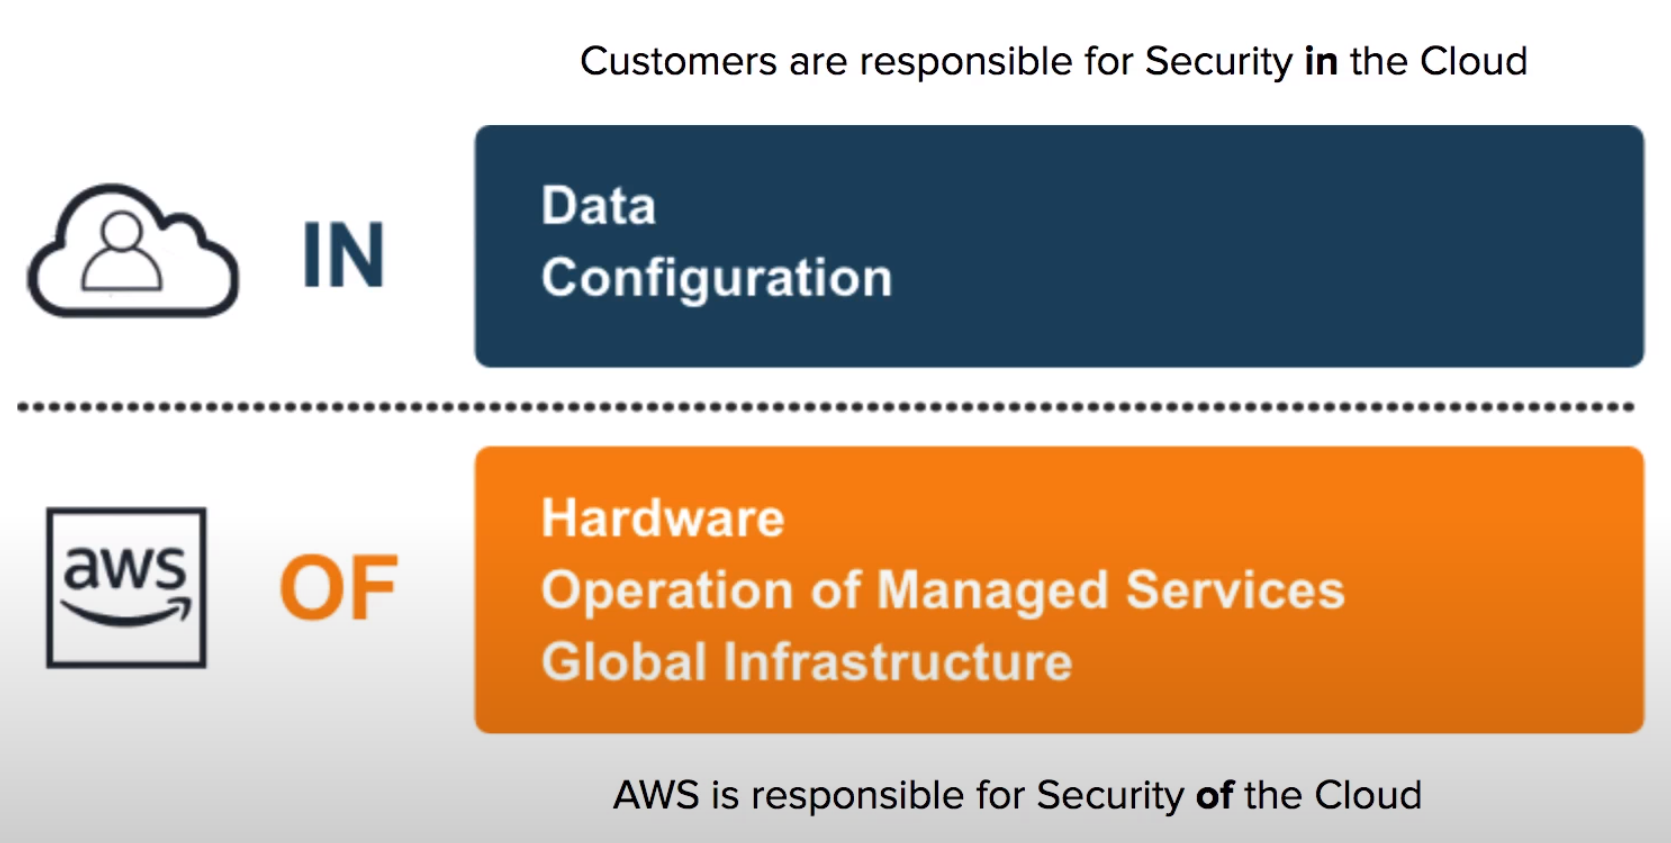 Customers are responsible for Security in the Cloud
IN
Data
Configuration
aws
OF
Hardware
Operation of Managed Services
Global Infrastructure
AWS is responsible for Security of the Cloud